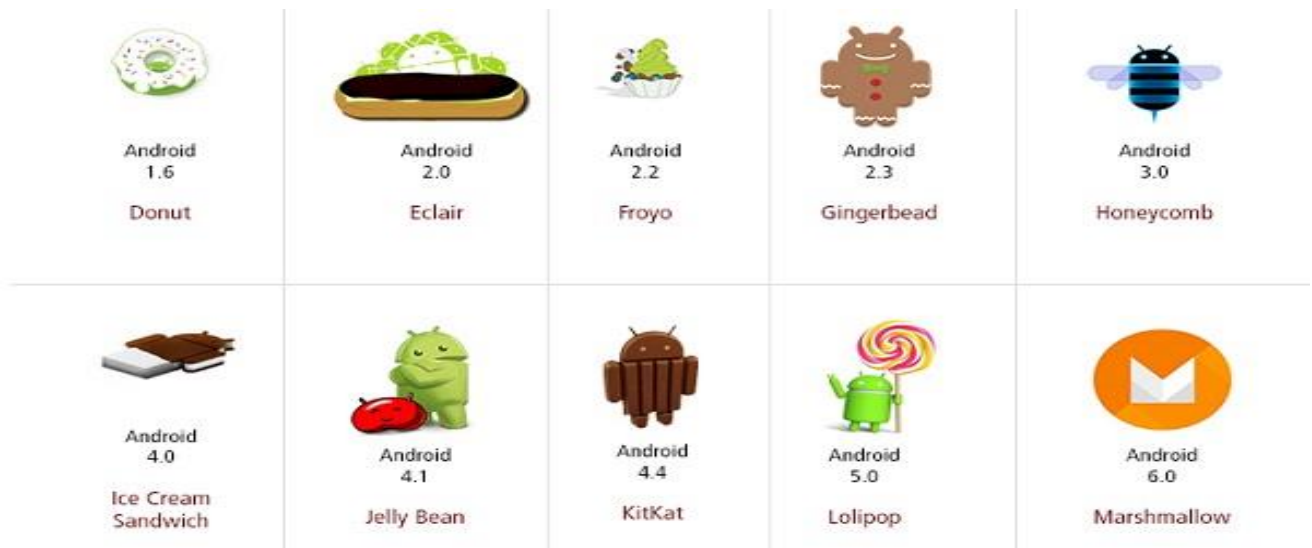 Android
1.6
Donut
Android
2.0
Eclair
Android
2.2
Froyo
Android
2.3
Gingerbead
Android
3.0
Honeycomb
Android
4.0
Ice Cream
Sandwich
Android
4.1
Jelly Bean
Android
4.4
KitKat
Android
5.0
Lolipop
Android
6.0
Marshmallow